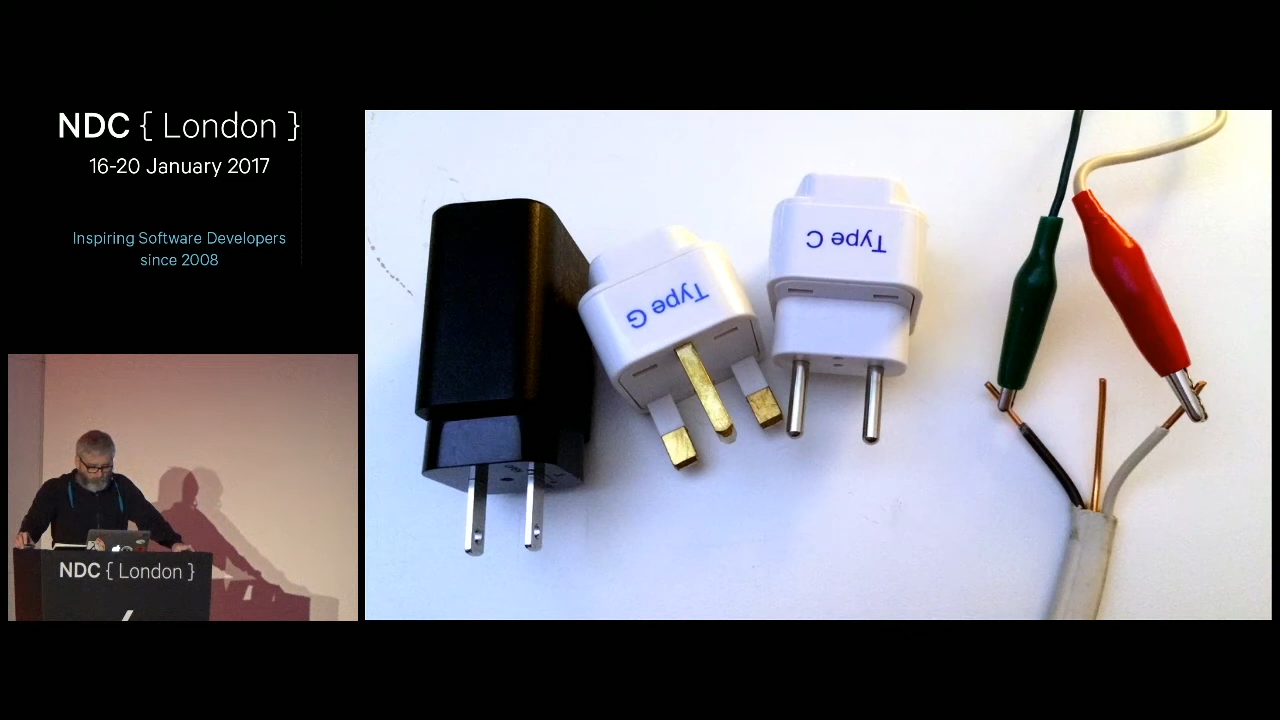 NDC { London }
16-20 January 2017
Inspiring Software Developers
since 2008
Type G
Type C
NDC { London }